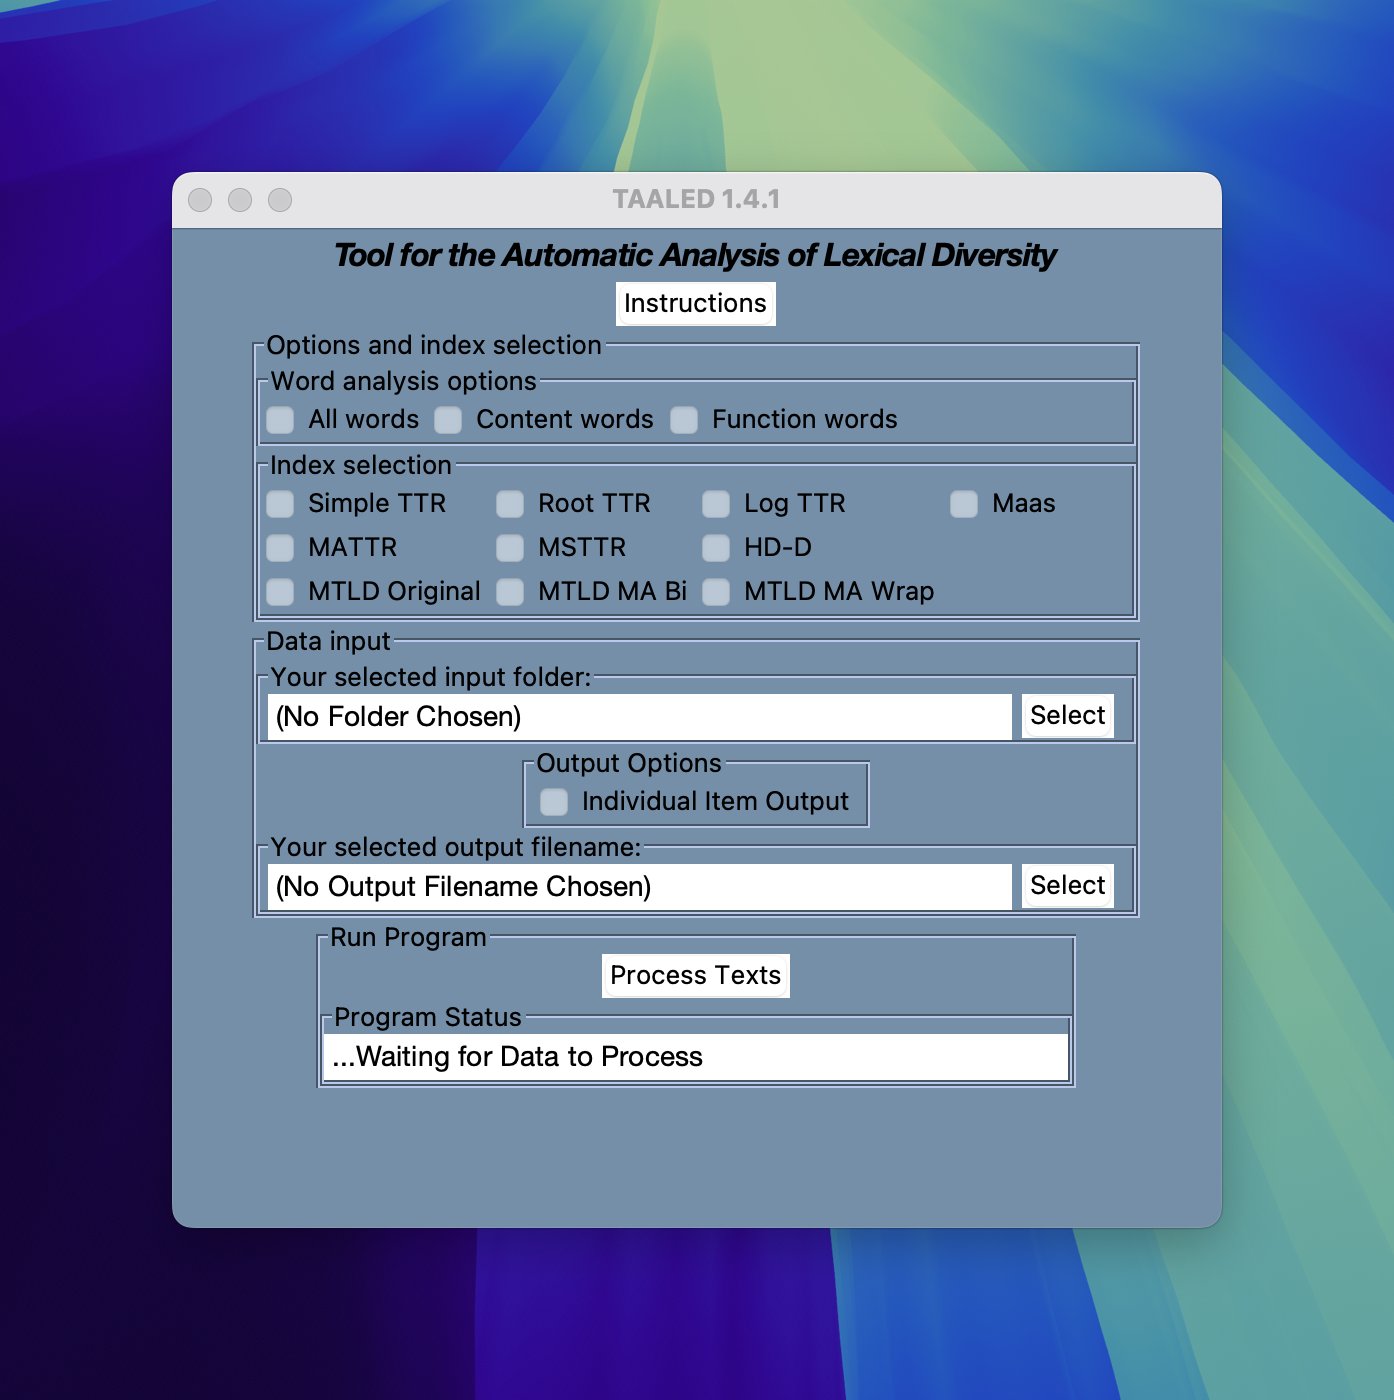 TAALED 1.4.1
Tool for the Automatic Analysis of Lexical Diversity
Instructions
Options and index selection
Word analysis options
All words Content words Function words
Index selection
Simple TTR Root TTR Log TTR Maas
MATTR MSTTR HD-D
MTLD Original MTLD MA Bi MTLD MA Wrap
Data input
Your selected input folder:
(No Folder Chosen) Select
Output Options
Individual Item Output
Your selected output filename:
(No Output Filename Chosen) Select
Run Program
Process Texts
Program Status
...Waiting for Data to Process